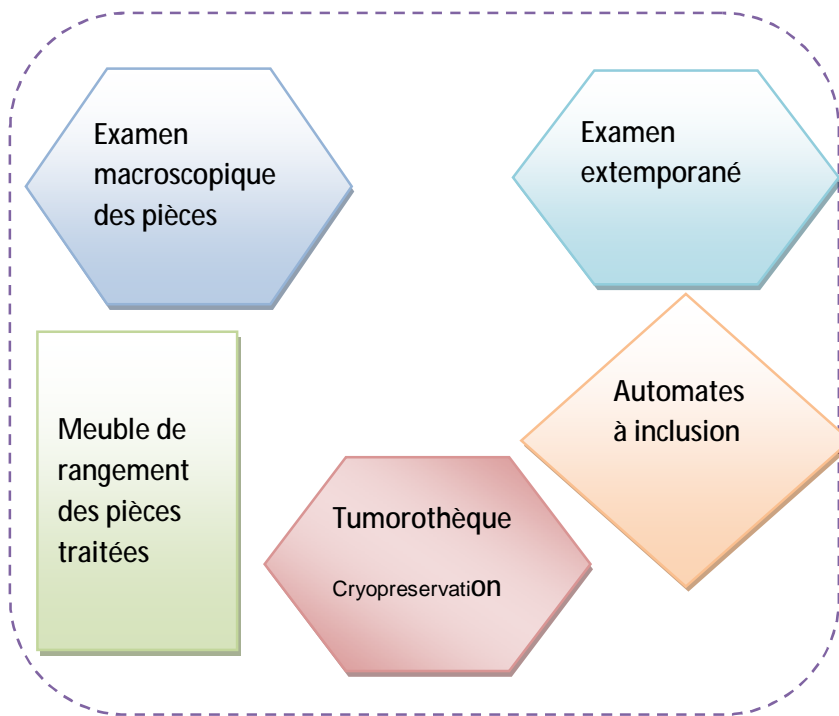 Examen
macroscopique
des pièces
Examen
extemporané
Meuble de
rangement
des pièces
traitées
Automates
à inclusion
Tumorothèque
Cryopreservation